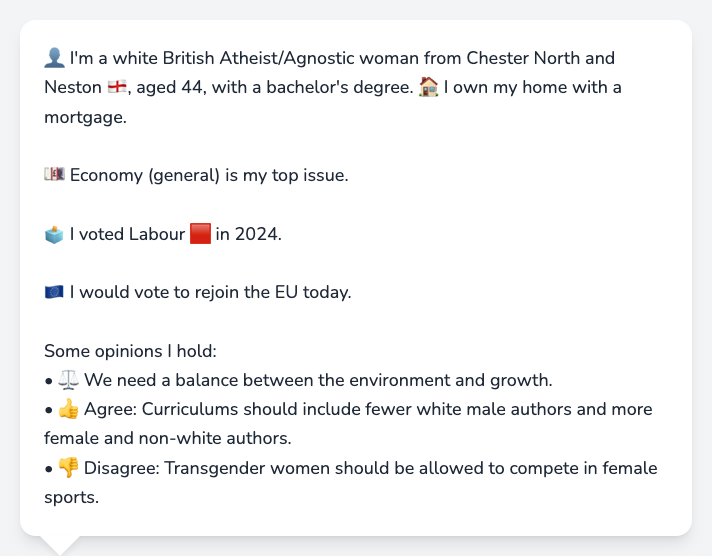 👤 I'm a white British Atheist/Agnostic woman from Chester North and
Neston 🏴󠁧󠁢󠁥󠁮󠁧󠁿, aged 44, with a bachelor's degree. 🏠 I own my home with a
mortgage.
💷 Economy (general) is my top issue.
🗳️ I voted Labour 🟥 in 2024.
🇪🇺 I would vote to rejoin the EU today.
Some opinions I hold:
• ⚖️ We need a balance between the environment and growth.
• 👍 Agree: Curriculums should include fewer white male authors and more
female and non-white authors.
• 👎 Disagree: Transgender women should be allowed to compete in female
sports.